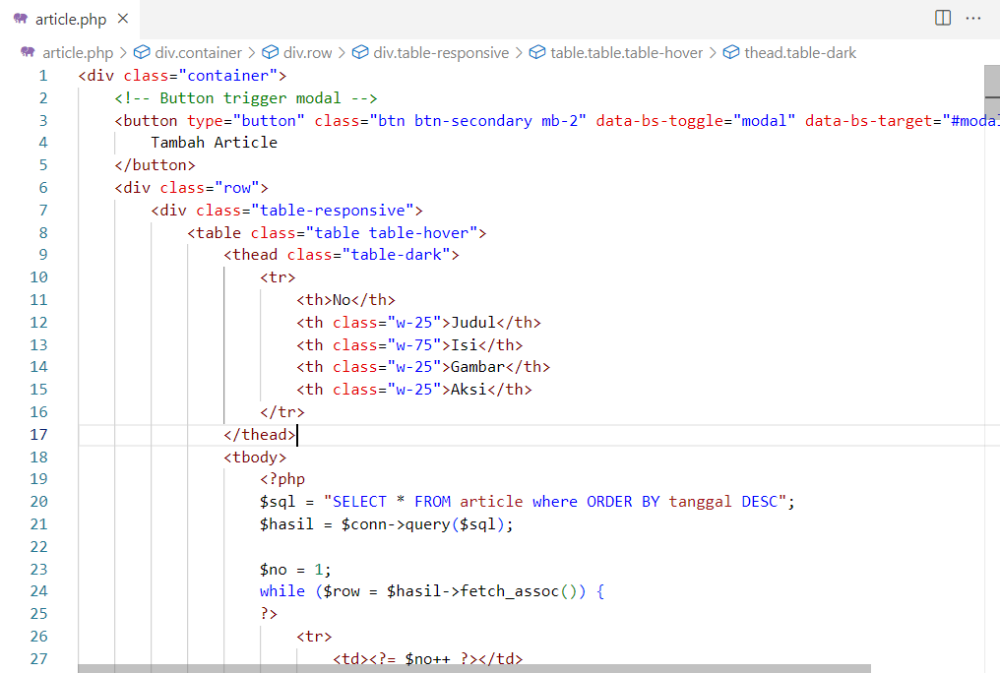 article.php ×
article.php > div.container > div.row > div.table-responsive > table.table.table-hover > thead.table-dark
1 <div class="container">
2     <!-- Button trigger modal -->
3     <button type="button" class="btn btn-secondary mb-2" data-bs-toggle="modal" data-bs-target="#modal
4         Tambah Article
5     </button>
6     <div class="row">
7         <div class="table-responsive">
8             <table class="table table-hover">
9                 <thead class="table-dark">
10                     <tr>
11                         <th>No</th>
12                         <th class="w-25">Judul</th>
13                         <th class="w-75">Isi</th>
14                         <th class="w-25">Gambar</th>
15                         <th class="w-25">Aksi</th>
16                     </tr>
17                 </thead>
18                 <tbody>
19                     <?php
20                     $sql = "SELECT * FROM article where ORDER BY tanggal DESC";
21                     $hasil = $conn->query($sql);
22
23                     $no = 1;
24                     while ($row = $hasil->fetch_assoc()) {
25                     ?>
26                         <tr>
27                             <td><?= $no++ ?></td>